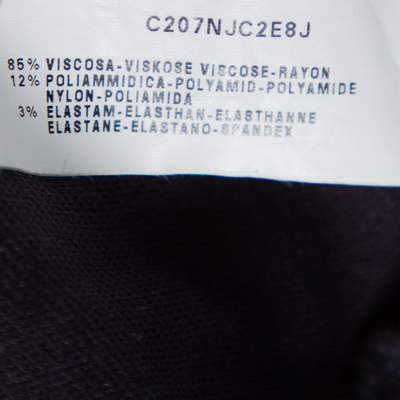 C207NJC2E8J
85% VISCOSA-VISKOSE VISCOSE-RAYON
12% POLIAMMIDICA-POLYAMID-POLYAMIDE
NYLON-POLIAMIDA
3% ELASTAM-ELASTHAN-ELASTHANNE
ELASTANE-ELASTANO-SPANDEX